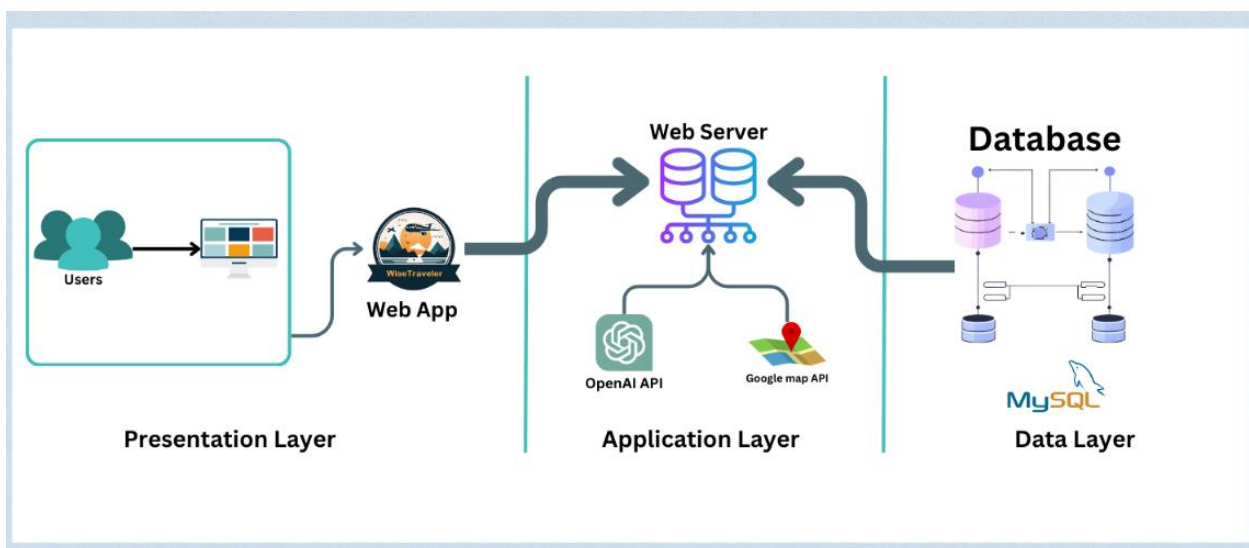 Users
WiseTraveler
Web App
Presentation Layer
Web Server
OpenAI API
Google map API
Application Layer
Database
MySQL
Data Layer